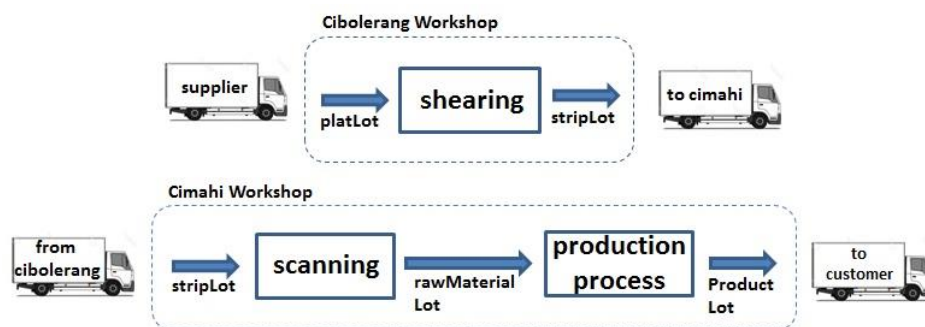 Cibolerang Workshop
supplier
platLot
shearing
stripLot
to cimahi
Cimahi Workshop
from
cibolerang
stripLot
scanning
rawMaterial
Lot
production
process
Product
Lot
to
customer